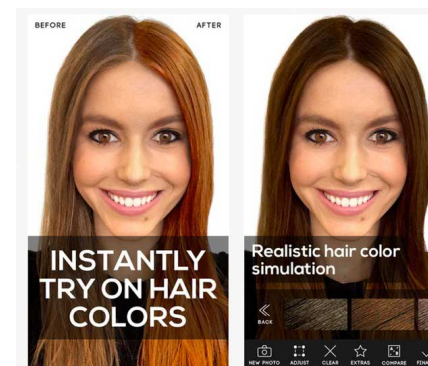 BEFORE
AFTER
INSTANTLY
TRY ON HAIR
COLORS
Realistic hair color
simulation
BACK
NEW PHOTO
ADJUST
CLEAR
EXTRAS
COMPARE